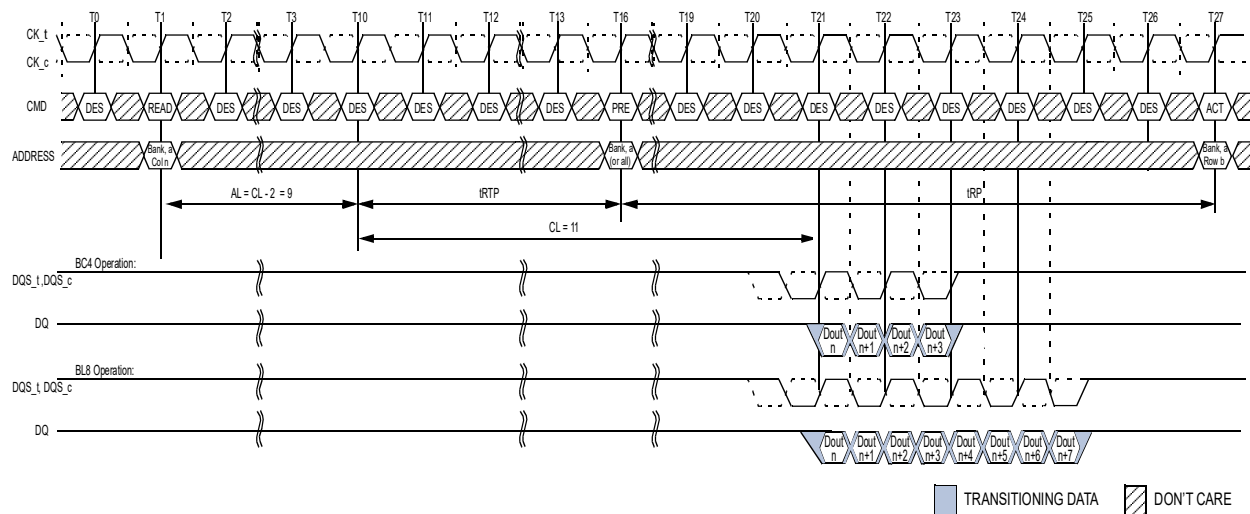 T0 T1 T2 T3 T10 T11 T12 T13 T16 T19 T20 T21 T22 T23 T24 T25 T26 T27
CK_t
CK_c
CMD DES READ DES DES DES DES DES DES PRE DES DES DES DES DES DES DES DES ACT
ADDRESS
Bank, a
Col n
Bank, a
(or all)
Bank, a
Row b
AL = CL - 2 = 9
tRTP
tRP
CL = 11
BC4 Operation:
DQS_t ,DQS_c
DQ
Dout
n
Dout
n+1
Dout
n+2
Dout
n+3
BL8 Operation:
DQS_t, DQS_c
DQ
Dout
n
Dout
n+1
Dout
n+2
Dout
n+3
Dout
n+4
Dout
n+5
Dout
n+6
Dout
n+7
TRANSITIONING DATA
DON'T CARE